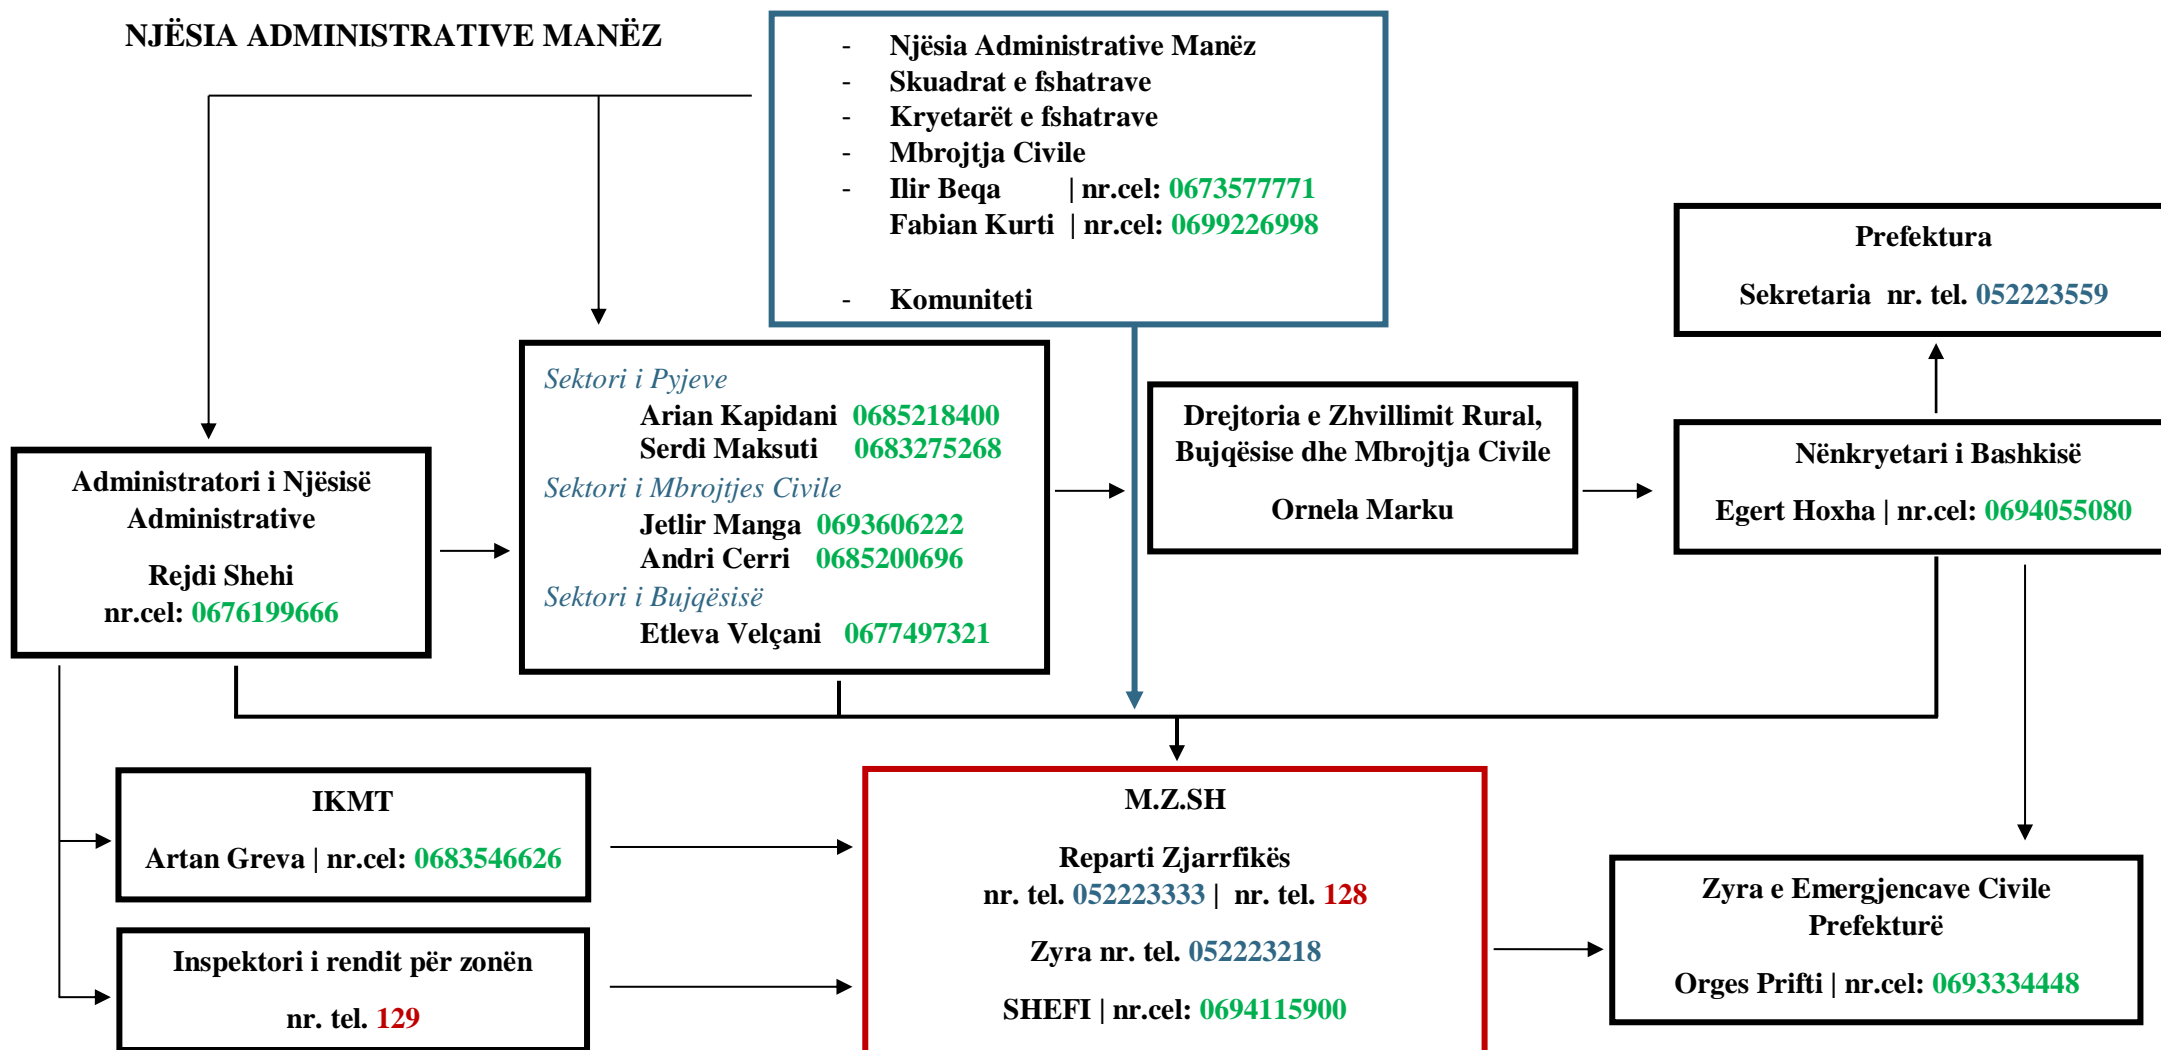 NJËSIA ADMINISTRATIVE MANËZ
- Njësia Administrative Manëz
- Skuadrat e fshatrave
- Kryetarët e fshatrave
- Mbrojtja Civile
- Ilir Beqa | nr.cel: 0673577771
Fabian Kurti | nr.cel: 0699226998
- Komuniteti
Prefektura
Sekretaria nr. tel. 052223559
Sektori i Pyjeve
Arian Kapidani 0685218400
Serdi Maksuti 0683275268
Sektori i Mbrojtjes Civile
Jetlir Manga 0693606222
Andri Cerri 0685200696
Sektori i Bujqësisë
Etleva Velçani 0677497321
Drejtoria e Zhvillimit Rural,
Bujqësise dhe Mbrojtja Civile
Ornela Marku
Nënkryetari i Bashkisë
Egert Hoxha | nr.cel: 0694055080
Administratori i Njësisë
Administrative
Rejdi Shehi
nr.cel: 0676199666
IKMT
Artan Greva | nr.cel: 0683546626
Inspektori i rendit për zonën
nr. tel. 129
M.Z.SH
Reparti Zjarrfikës
nr. tel. 052223333 | nr. tel. 128
Zyra nr. tel. 052223218
SHEFI | nr.cel: 0694115900
Zyra e Emergjencave Civile
Prefekturë
Orges Prifti | nr.cel: 0693334448